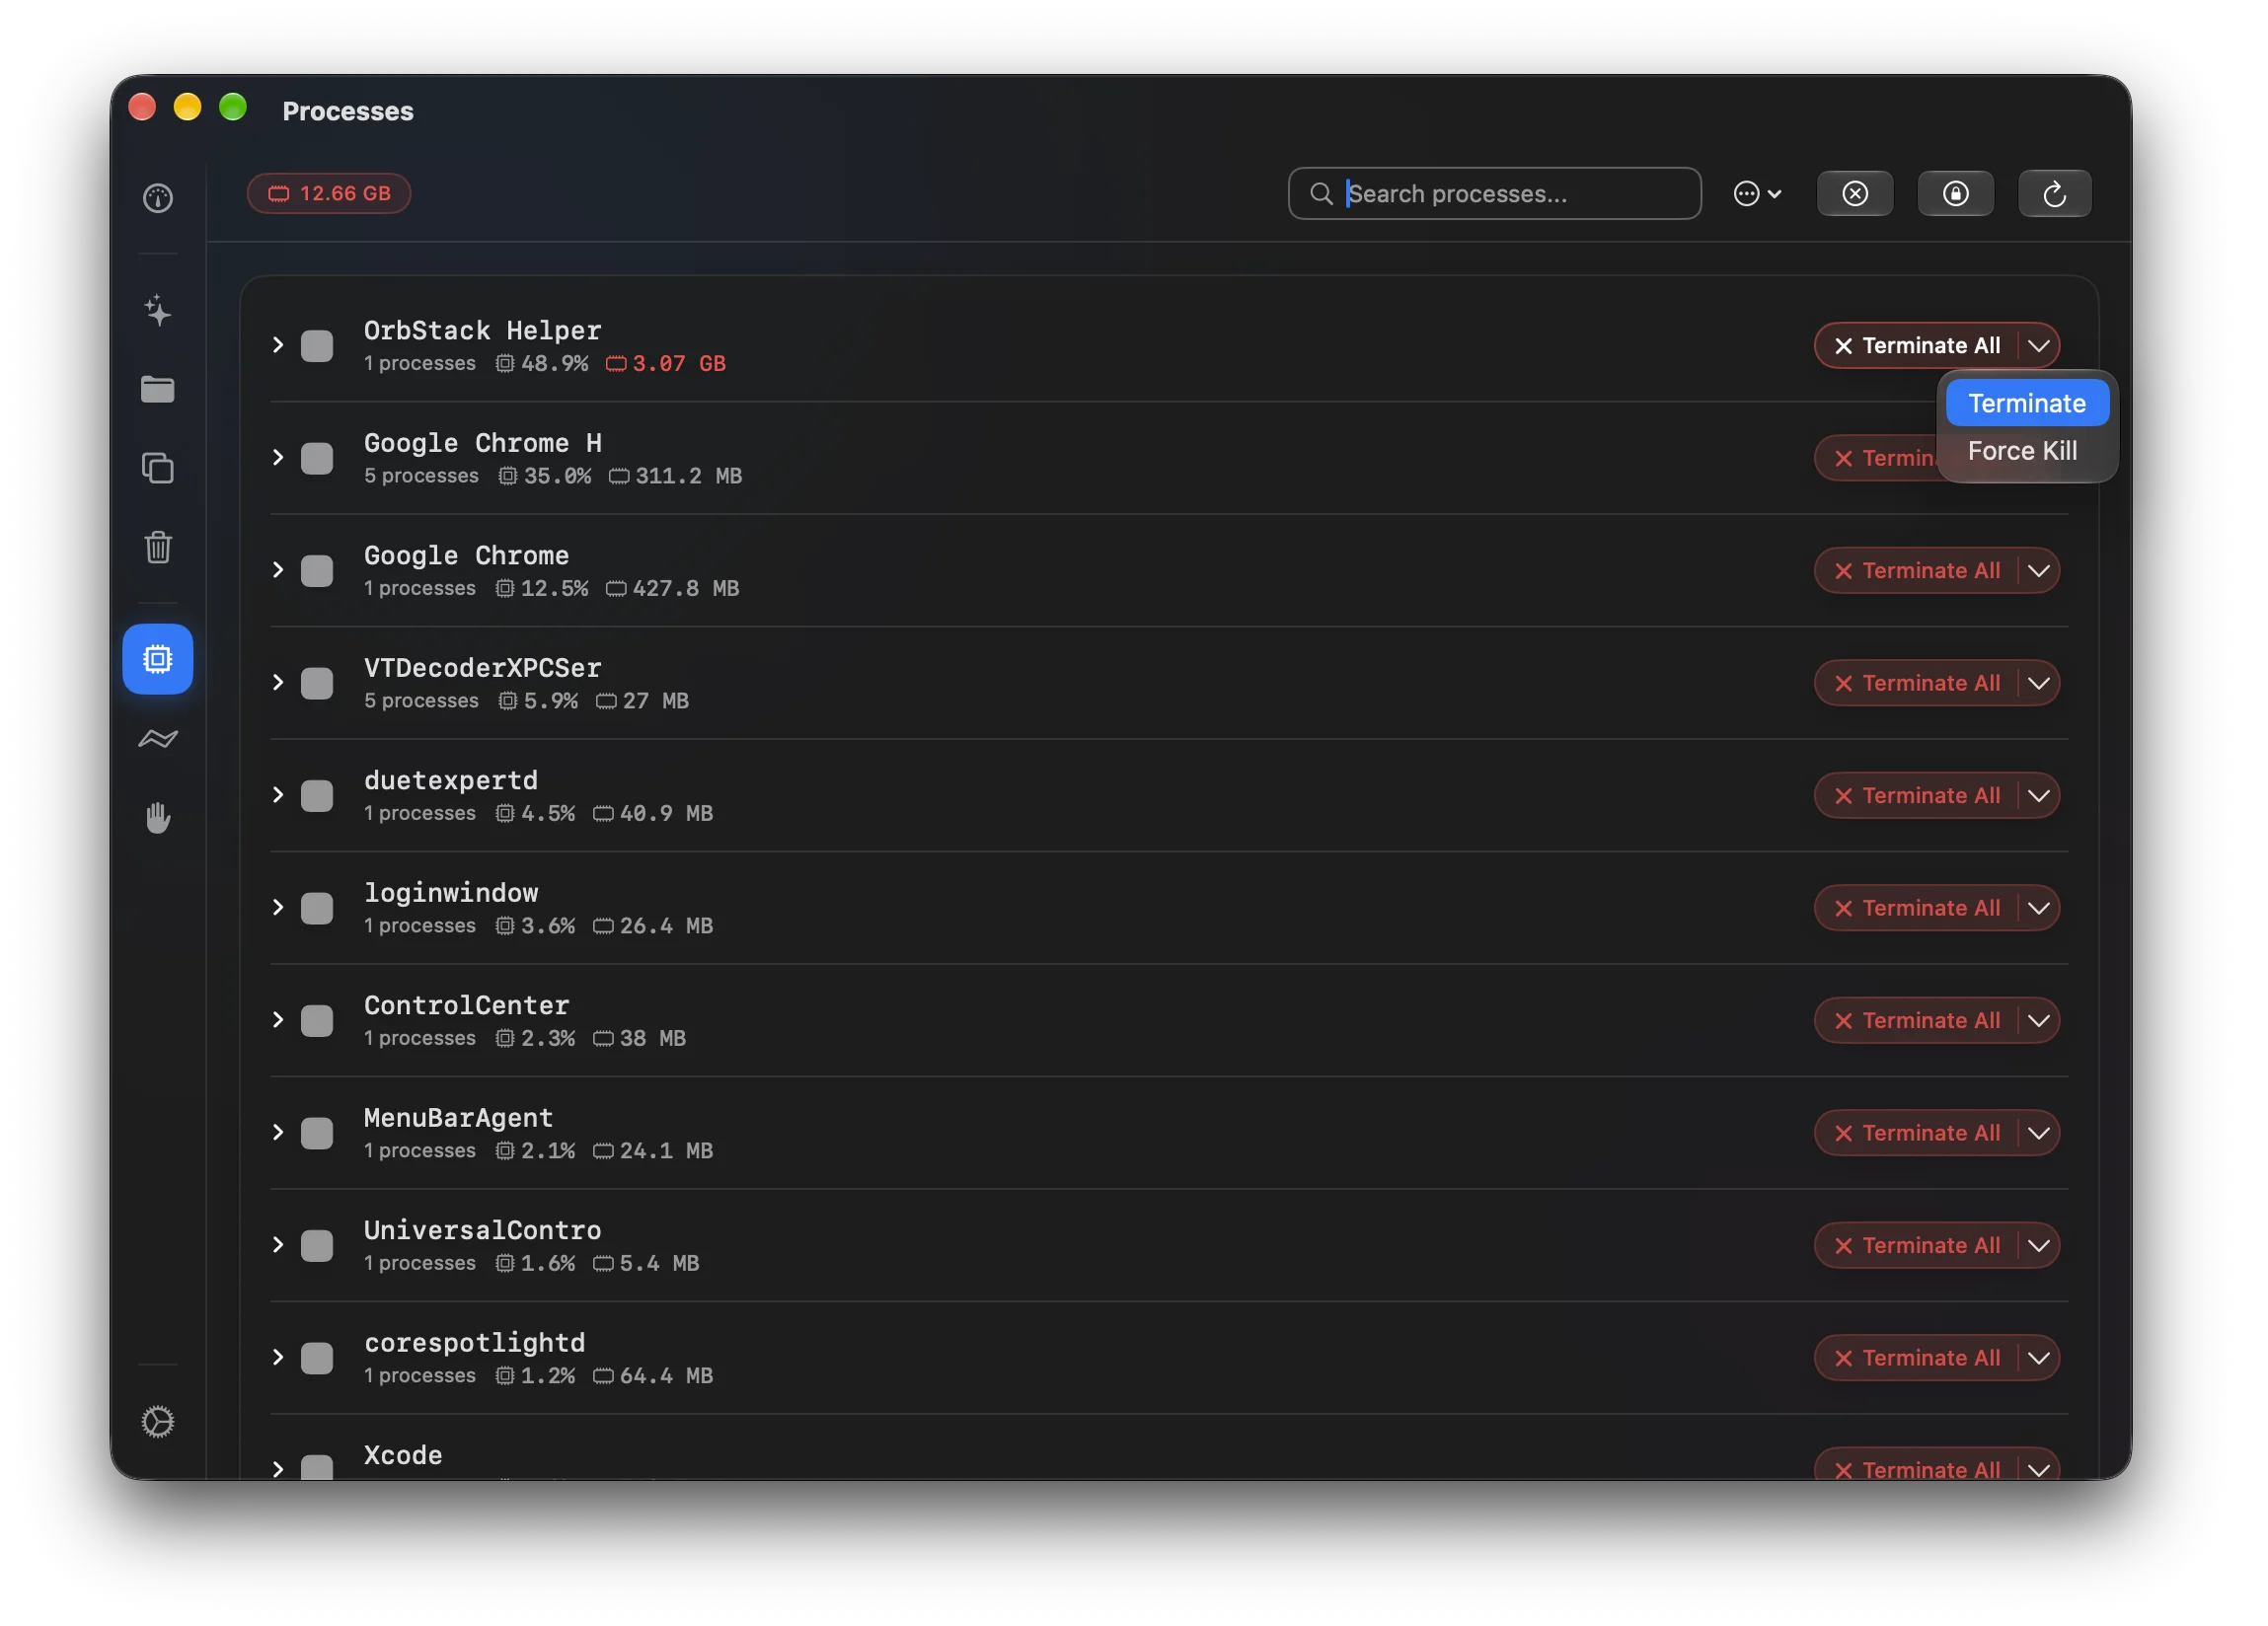 Processes
12.66 GB
Search processes...
OrbStack Helper
1 processes 48.9% 3.07 GB
Terminate All
Terminate
Force Kill
Google Chrome H
5 processes 35.0% 311.2 MB
Google Chrome
1 processes 12.5% 427.8 MB
Terminate All
VTDecoderXPCSer
5 processes 5.9% 27 MB
Terminate All
duetexpertd
1 processes 4.5% 40.9 MB
Terminate All
loginwindow
1 processes 3.6% 26.4 MB
Terminate All
ControlCenter
1 processes 2.3% 38 MB
Terminate All
MenuBarAgent
1 processes 2.1% 24.1 MB
Terminate All
UniversalContro
1 processes 1.6% 5.4 MB
Terminate All
corespotlightd
1 processes 1.2% 64.4 MB
Terminate All
Xcode
Terminate All